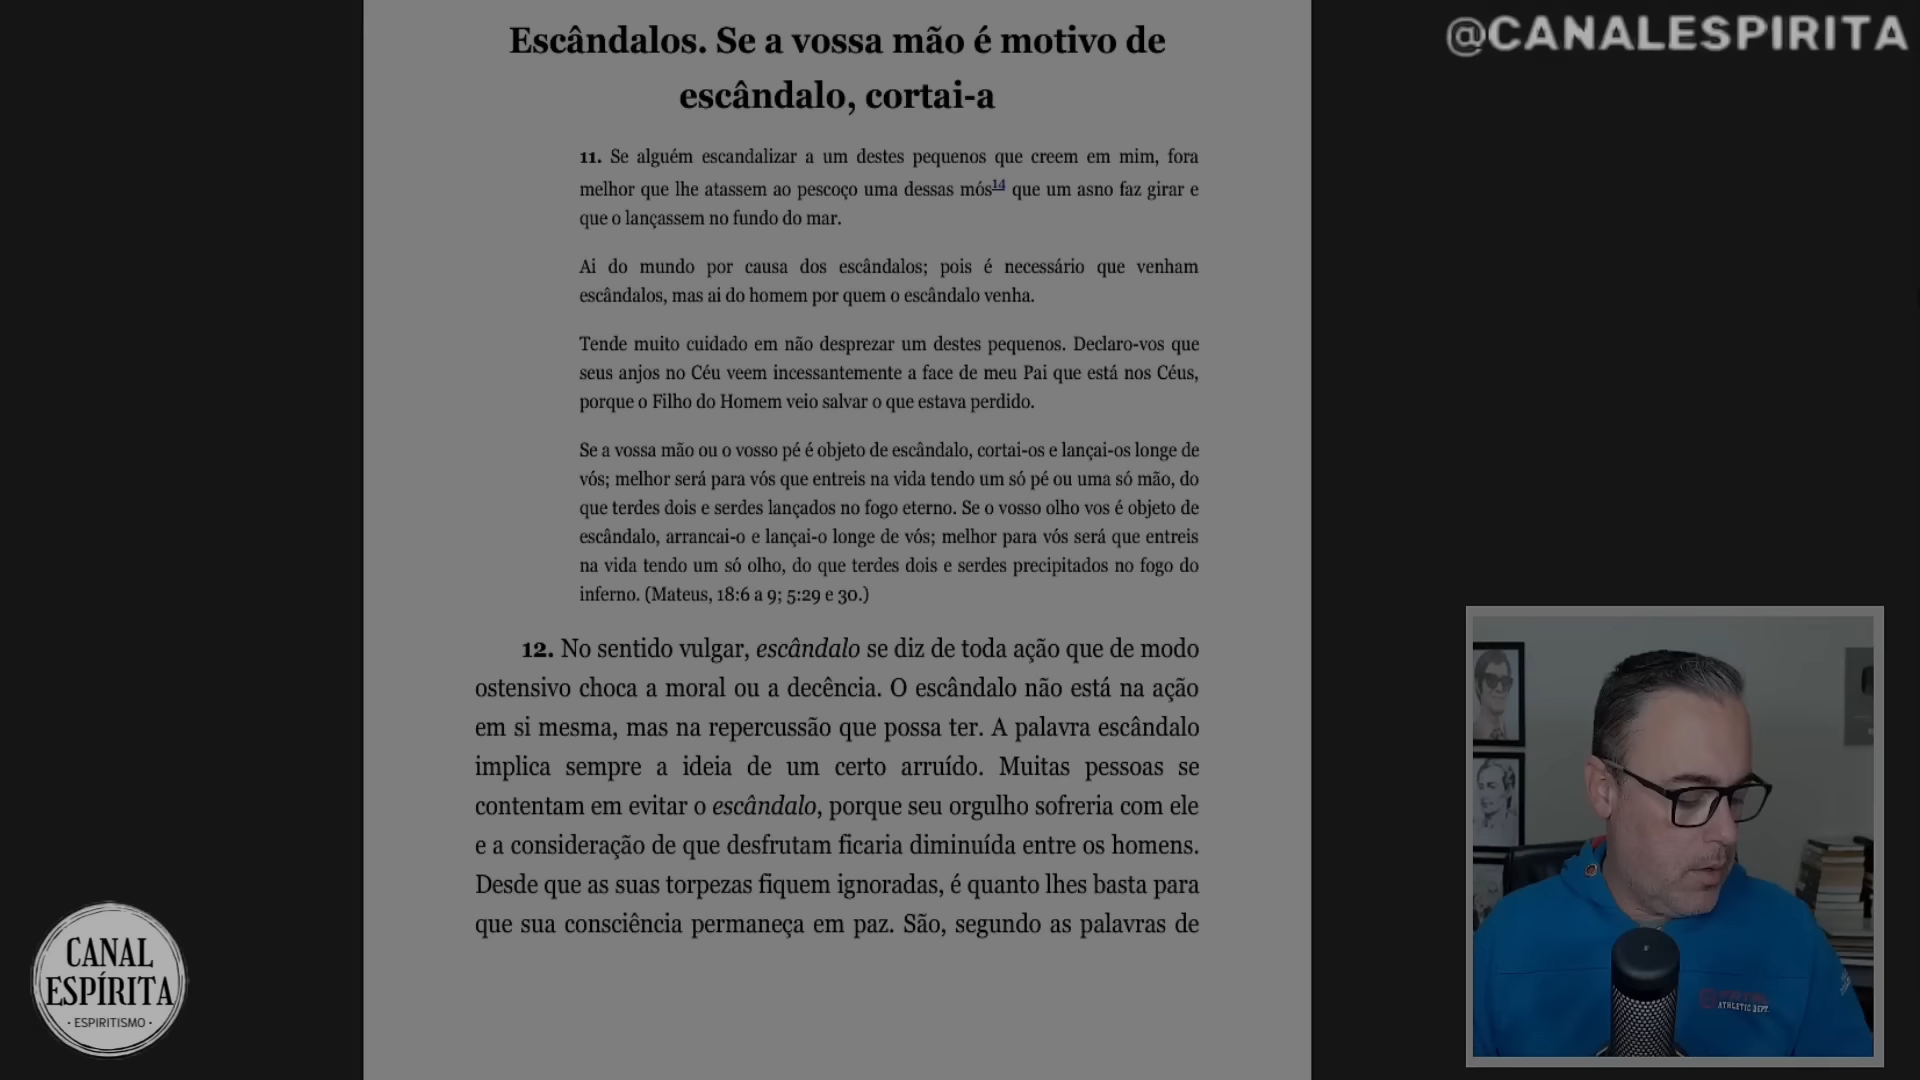 @CANALESPIRITA
Escândalos. Se a vossa mão é motivo de
escândalo, cortai-a
11. Se alguém escandalizar a um destes pequenos que creem em mim, fora
melhor que lhe atassem ao pescoço uma dessas mós14 que um asno faz girar e
que o lançassem no fundo do mar.
Ai do mundo por causa dos escândalos; pois é necessário que venham
escândalos, mas ai do homem por quem o escândalo venha.
Tende muito cuidado em não desprezar um destes pequenos. Declaro-vos que
seus anjos no Céu veem incessantemente a face de meu Pai que está nos Céus,
porque o Filho do Homem veio salvar o que estava perdido.
Se a vossa mão ou o vosso pé é objeto de escândalo, cortai-os e lançai-os longe de
vós; melhor será para vós que entreis na vida tendo um só pé ou uma só mão, do
que terdes dois e serdes lançados no fogo eterno. Se o vosso olho vos é objeto de
escândalo, arrancai-o e lançai-o longe de vós; melhor para vós será que entreis
na vida tendo um só olho, do que terdes dois e serdes precipitados no fogo do
inferno. (Mateus, 18:6 a 9; 5:29 e 30.)
12. No sentido vulgar, escândalo se diz de toda ação que de modo
ostensivo choca a moral ou a decência. O escândalo não está na ação
em si mesma, mas na repercussão que possa ter. A palavra escândalo
implica sempre a ideia de um certo arruído. Muitas pessoas se
contentam em evitar o escândalo, porque seu orgulho sofreria com ele
e a consideração de que desfrutam ficaria diminuída entre os homens.
Desde que as suas torpezas fiquem ignoradas, é quanto lhes basta para
que sua consciência permaneça em paz. São, segundo as palavras de
CANAL
ESPÍRITA
· ESPIRITISMO ·
ATHLETIC DEPT.